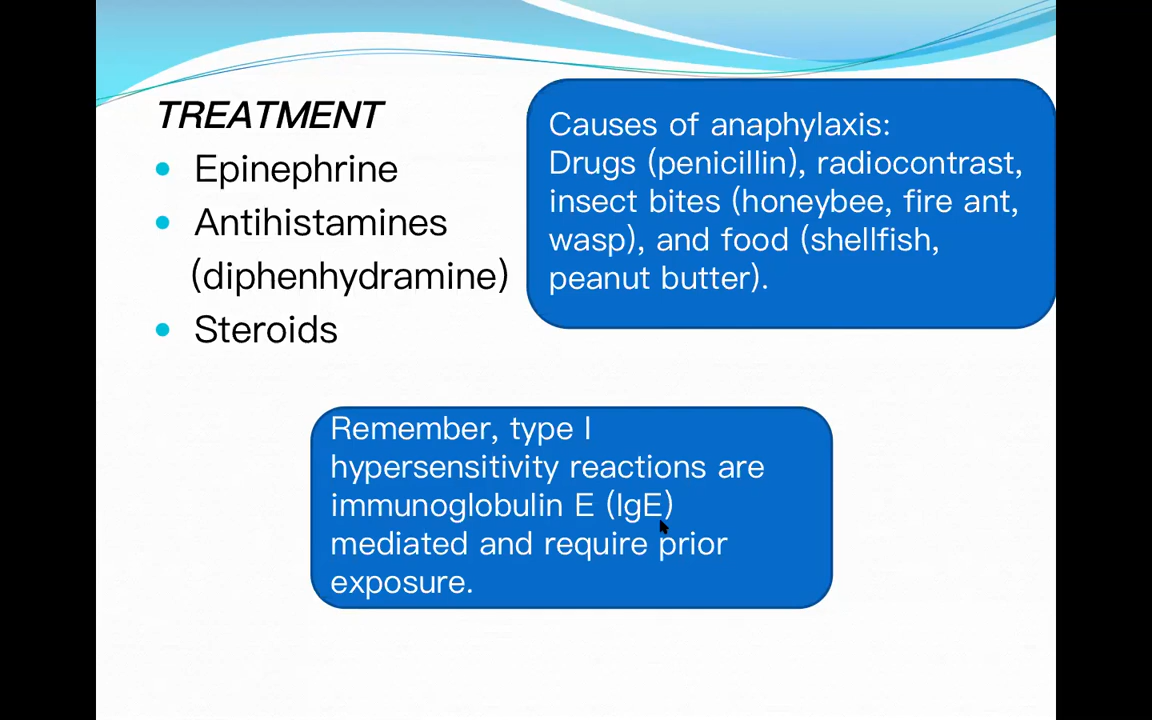 TREATMENT
Epinephrine
Antihistamines
(diphenhydramine)
Steroids
Causes of anaphylaxis:
Drugs (penicillin), radiocontrast,
insect bites (honeybee, fire ant,
wasp), and food (shellfish,
peanut butter).
Remember, type I
hypersensitivity reactions are
immunoglobulin E (IgE)
mediated and require prior
exposure.